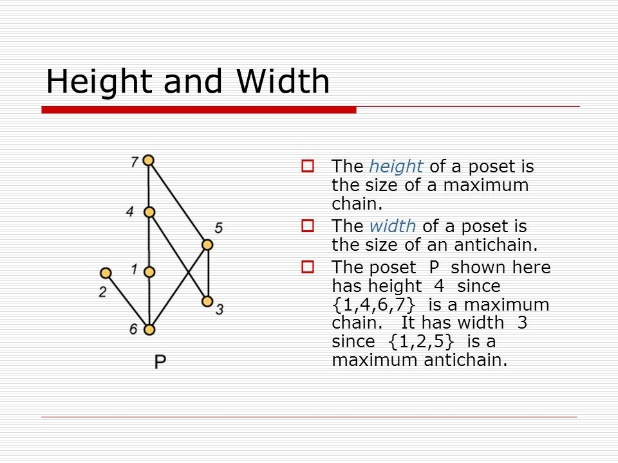 Height and Width
7
4
5
1
2
3
6
P
The height of a poset is
the size of a maximum
chain.
The width of a poset is
the size of an antichain.
The poset P shown here
has height 4 since
{1,4,6,7} is a maximum
chain. It has width 3
since {1,2,5} is a
maximum antichain.